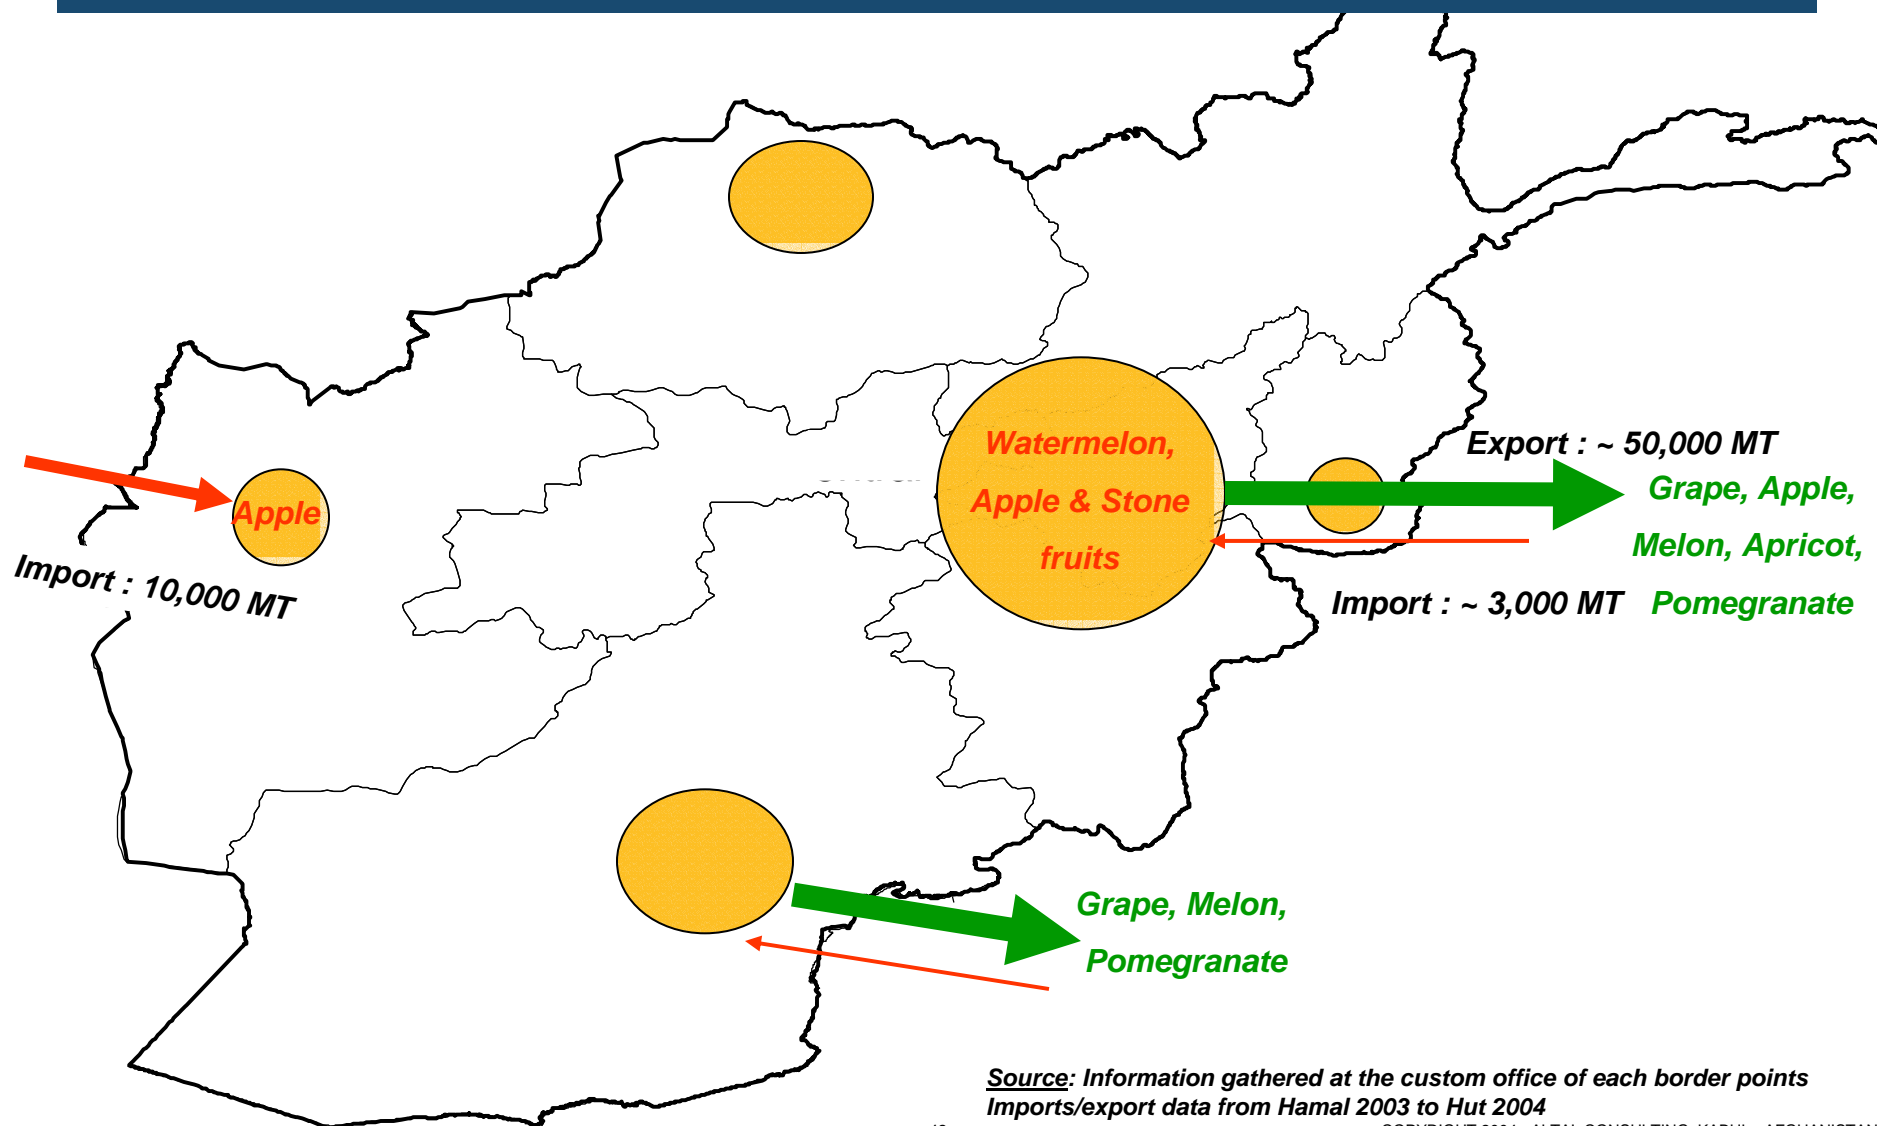 Export : ~ 50,000 MT
Watermelon,
Apple & Stone
fruits
Grape, Apple,
Melon, Apricot,
Pomegranate
Apple
Import : 10,000 MT
Import : ~ 3,000 MT
Grape, Melon,
Pomegranate
Source: Information gathered at the custom office of each border points
Imports/export data from Hamal 2003 to Hut 2004